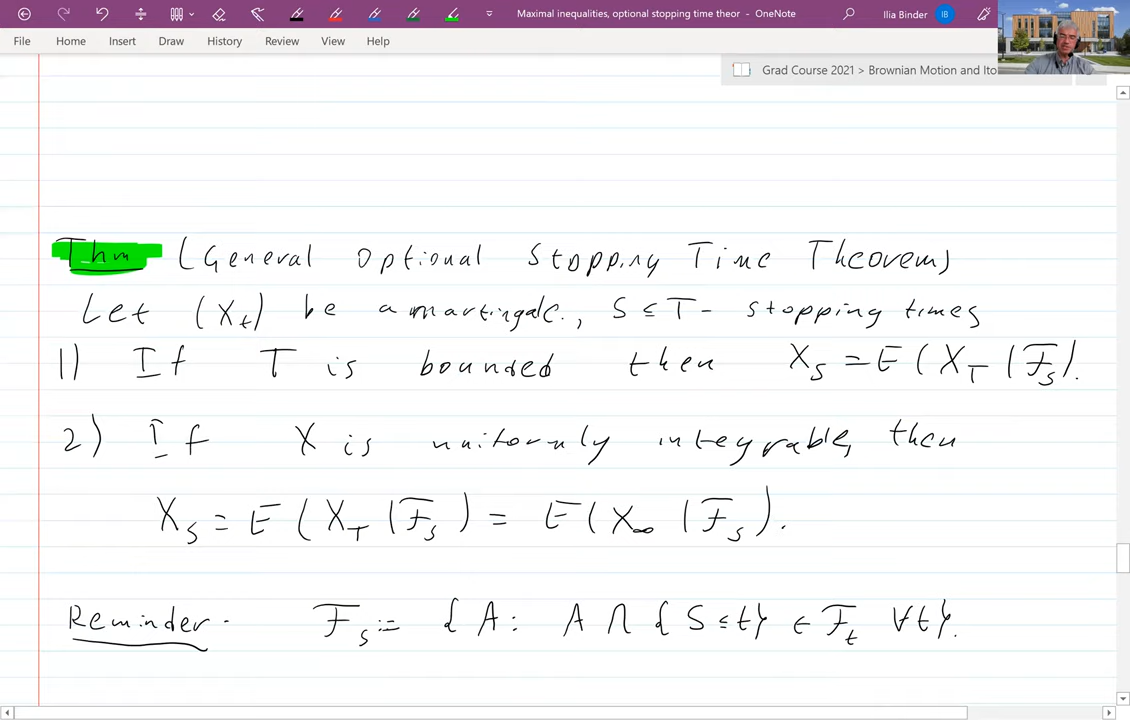 Maximal inequalities, optional stopping time theor - OneNote
Ilia Binder
IB
File Home Insert Draw History Review View Help
Grad Course 2021 > Brownian Motion and Ito
Thm (General Optional Stopping Time Theorem)
Let (X_t) be a martingale, S ≤ T - stopping times
1) If T is bounded then X_S = E(X_T | F_S).
2) If X is uniformly integrable, then
X_S = E(X_T | F_S) = E(X_∞ | F_S).
Reminder. F_S := {A: A ∩ {S ≤ t} ∈ F_t ∀t}.